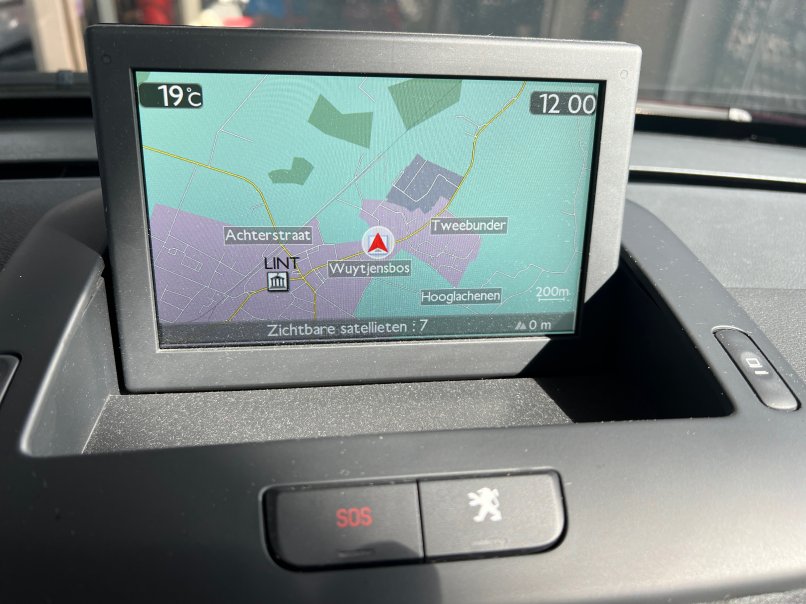 19°C
12 00
Achterstraat
Tweebunder
LINT
Wuytjensbos
Hooglachenen
200m
Zichtbare satellieten : 7
0 m
SOS